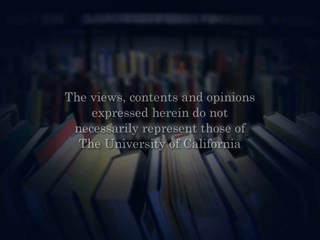 The views, contents and opinions
expressed herein do not
necessarily represent those of
The University of California